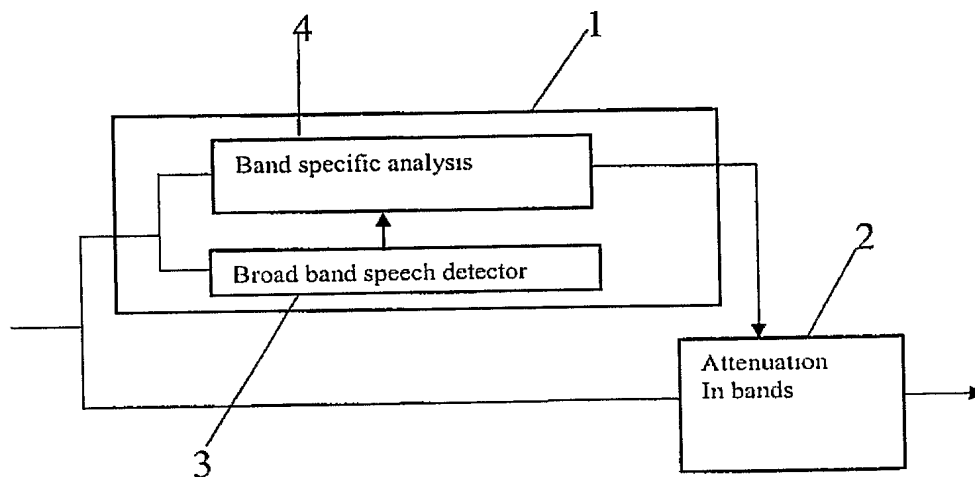 4
1
Band specific analysis
Broad band speech detector
2
Attenuation
In bands
3